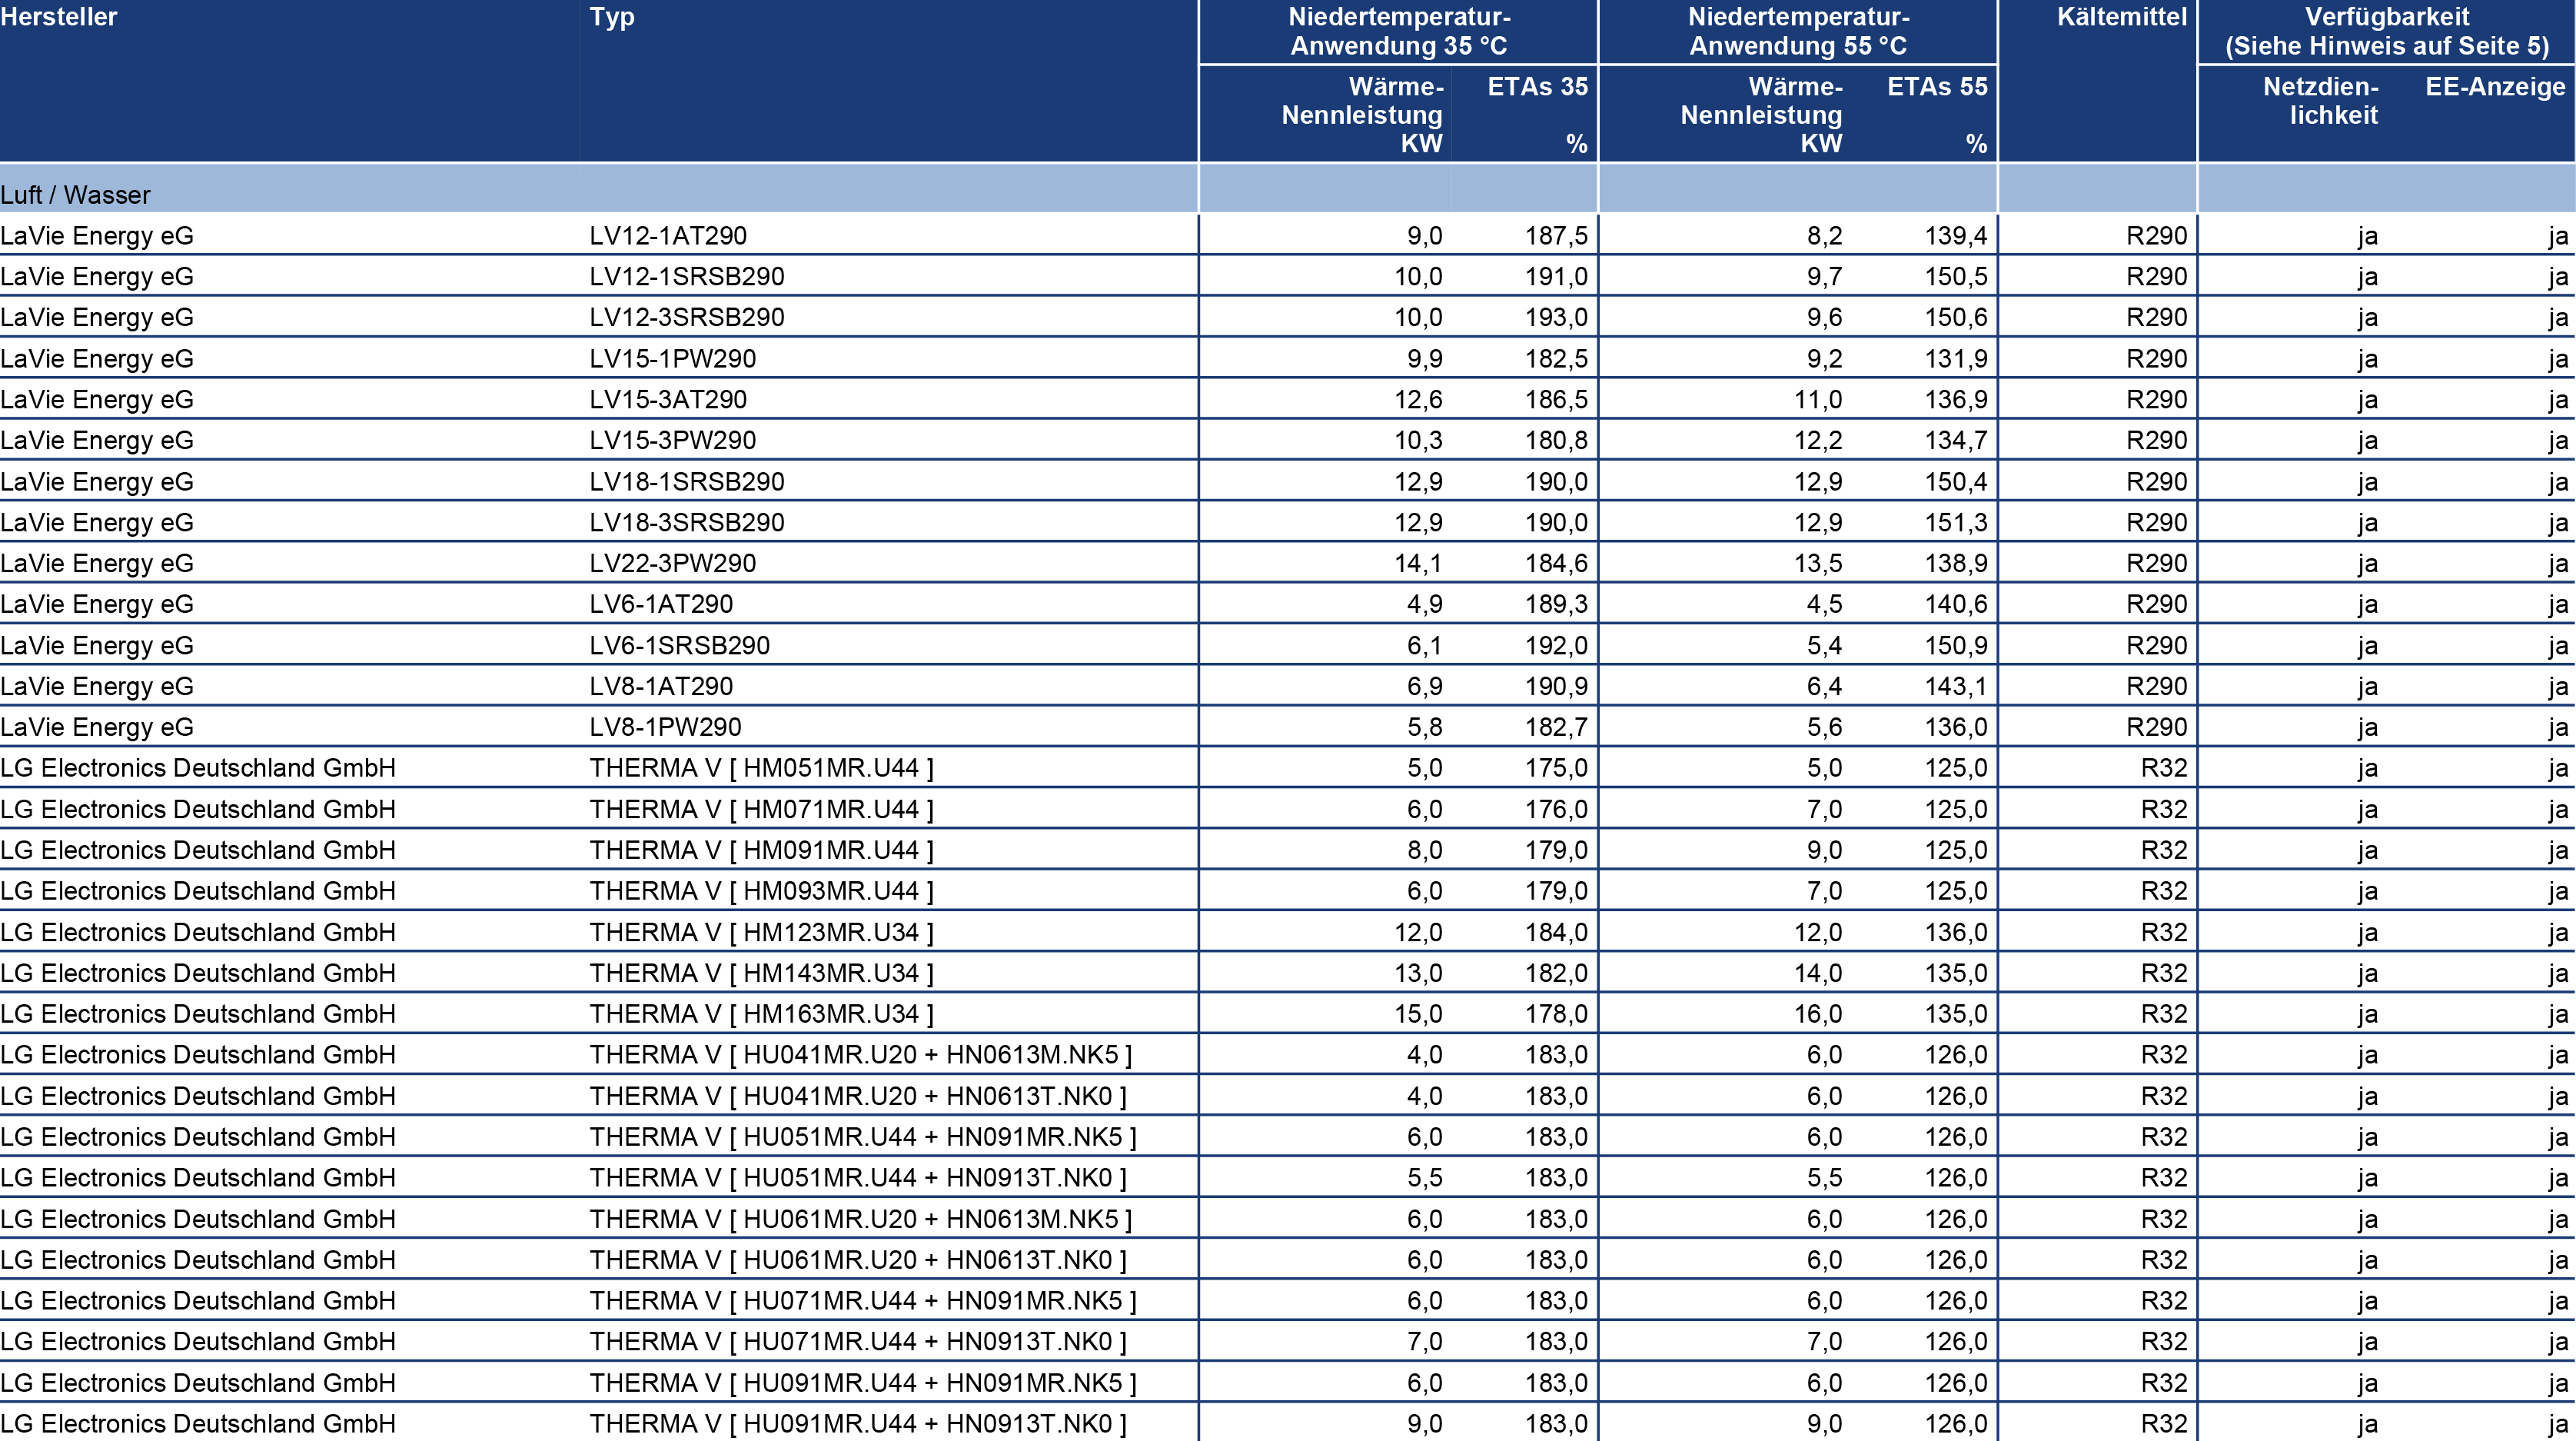 Hersteller Typ Niedertemperatur- Niedertemperatur- Kältemittel Verfügbarkeit
Anwendung 35 °C Anwendung 55 °C (Siehe Hinweis auf Seite 5)
Wärme- ETAs 35 Wärme- ETAs 55 Netzdien- EE-Anzeige
Nennleistung Nennleistung lichkeit
KW % KW %
Luft / Wasser
LaVie Energy eG LV12-1AT290 9,0 187,5 8,2 139,4 R290 ja ja
LaVie Energy eG LV12-1SRSB290 10,0 191,0 9,7 150,5 R290 ja ja
LaVie Energy eG LV12-3SRSB290 10,0 193,0 9,6 150,6 R290 ja ja
LaVie Energy eG LV15-1PW290 9,9 182,5 9,2 131,9 R290 ja ja
LaVie Energy eG LV15-3AT290 12,6 186,5 11,0 136,9 R290 ja ja
LaVie Energy eG LV15-3PW290 10,3 180,8 12,2 134,7 R290 ja ja
LaVie Energy eG LV18-1SRSB290 12,9 190,0 12,9 150,4 R290 ja ja
LaVie Energy eG LV18-3SRSB290 12,9 190,0 12,9 151,3 R290 ja ja
LaVie Energy eG LV22-3PW290 14,1 184,6 13,5 138,9 R290 ja ja
LaVie Energy eG LV6-1AT290 4,9 189,3 4,5 140,6 R290 ja ja
LaVie Energy eG LV6-1SRSB290 6,1 192,0 5,4 150,9 R290 ja ja
LaVie Energy eG LV8-1AT290 6,9 190,9 6,4 143,1 R290 ja ja
LaVie Energy eG LV8-1PW290 5,8 182,7 5,6 136,0 R290 ja ja
LG Electronics Deutschland GmbH THERMA V [ HM051MR.U44 ] 5,0 175,0 5,0 125,0 R32 ja ja
LG Electronics Deutschland GmbH THERMA V [ HM071MR.U44 ] 6,0 176,0 7,0 125,0 R32 ja ja
LG Electronics Deutschland GmbH THERMA V [ HM091MR.U44 ] 8,0 179,0 9,0 125,0 R32 ja ja
LG Electronics Deutschland GmbH THERMA V [ HM093MR.U44 ] 6,0 179,0 7,0 125,0 R32 ja ja
LG Electronics Deutschland GmbH THERMA V [ HM123MR.U34 ] 12,0 184,0 12,0 136,0 R32 ja ja
LG Electronics Deutschland GmbH THERMA V [ HM143MR.U34 ] 13,0 182,0 14,0 135,0 R32 ja ja
LG Electronics Deutschland GmbH THERMA V [ HM163MR.U34 ] 15,0 178,0 16,0 135,0 R32 ja ja
LG Electronics Deutschland GmbH THERMA V [ HU041MR.U20 + HN0613M.NK5 ] 4,0 183,0 6,0 126,0 R32 ja ja
LG Electronics Deutschland GmbH THERMA V [ HU041MR.U20 + HN0613T.NK0 ] 4,0 183,0 6,0 126,0 R32 ja ja
LG Electronics Deutschland GmbH THERMA V [ HU051MR.U44 + HN091MR.NK5 ] 6,0 183,0 6,0 126,0 R32 ja ja
LG Electronics Deutschland GmbH THERMA V [ HU051MR.U44 + HN0913T.NK0 ] 5,5 183,0 5,5 126,0 R32 ja ja
LG Electronics Deutschland GmbH THERMA V [ HU061MR.U20 + HN0613M.NK5 ] 6,0 183,0 6,0 126,0 R32 ja ja
LG Electronics Deutschland GmbH THERMA V [ HU061MR.U20 + HN0613T.NK0 ] 6,0 183,0 6,0 126,0 R32 ja ja
LG Electronics Deutschland GmbH THERMA V [ HU071MR.U44 + HN091MR.NK5 ] 6,0 183,0 6,0 126,0 R32 ja ja
LG Electronics Deutschland GmbH THERMA V [ HU071MR.U44 + HN0913T.NK0 ] 7,0 183,0 7,0 126,0 R32 ja ja
LG Electronics Deutschland GmbH THERMA V [ HU091MR.U44 + HN091MR.NK5 ] 6,0 183,0 6,0 126,0 R32 ja ja
LG Electronics Deutschland GmbH THERMA V [ HU091MR.U44 + HN0913T.NK0 ] 9,0 183,0 9,0 126,0 R32 ja ja